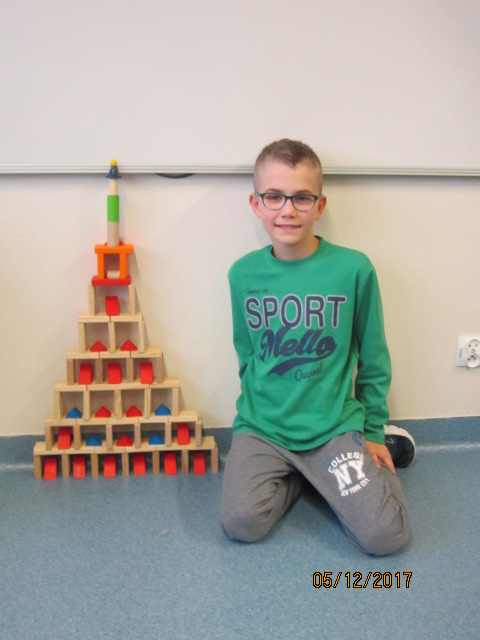 SPORT
Mello
Original
COLLEGE
NY
NEW YORK CITY
05/12/2017